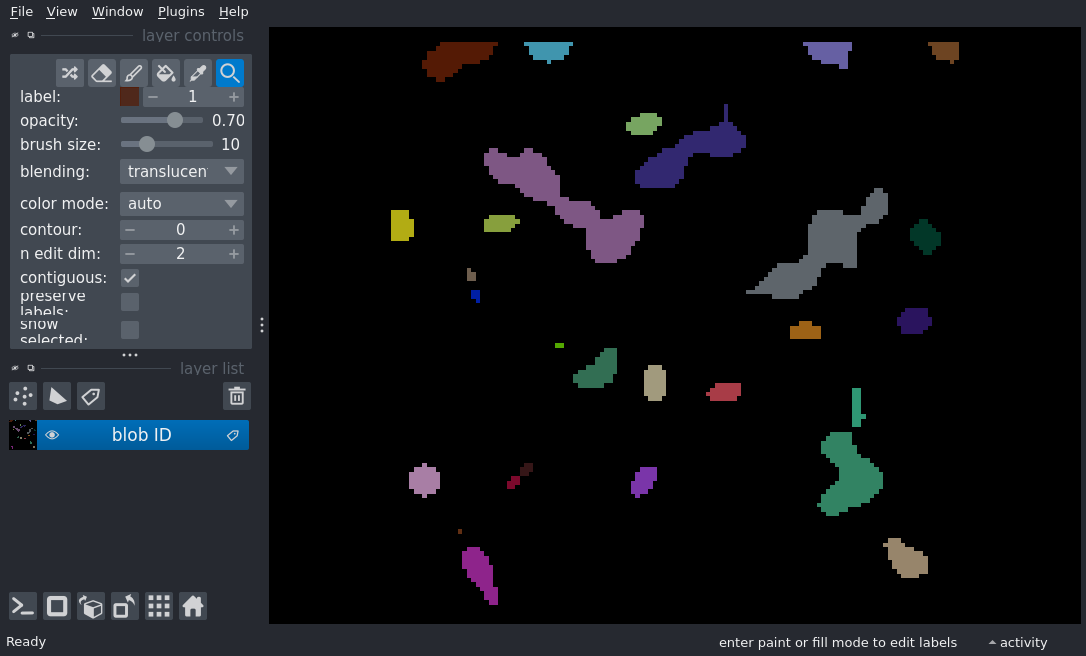 File View Window Plugins Help
layer controls
label: 1
opacity: 0.70
brush size: 10
blending: translucen
color mode: auto
contour: 0
n edit dim: 2
contiguous:
preserve
labels:
show
selected:
layer list
blob ID
Ready
enter paint or fill mode to edit labels
activity